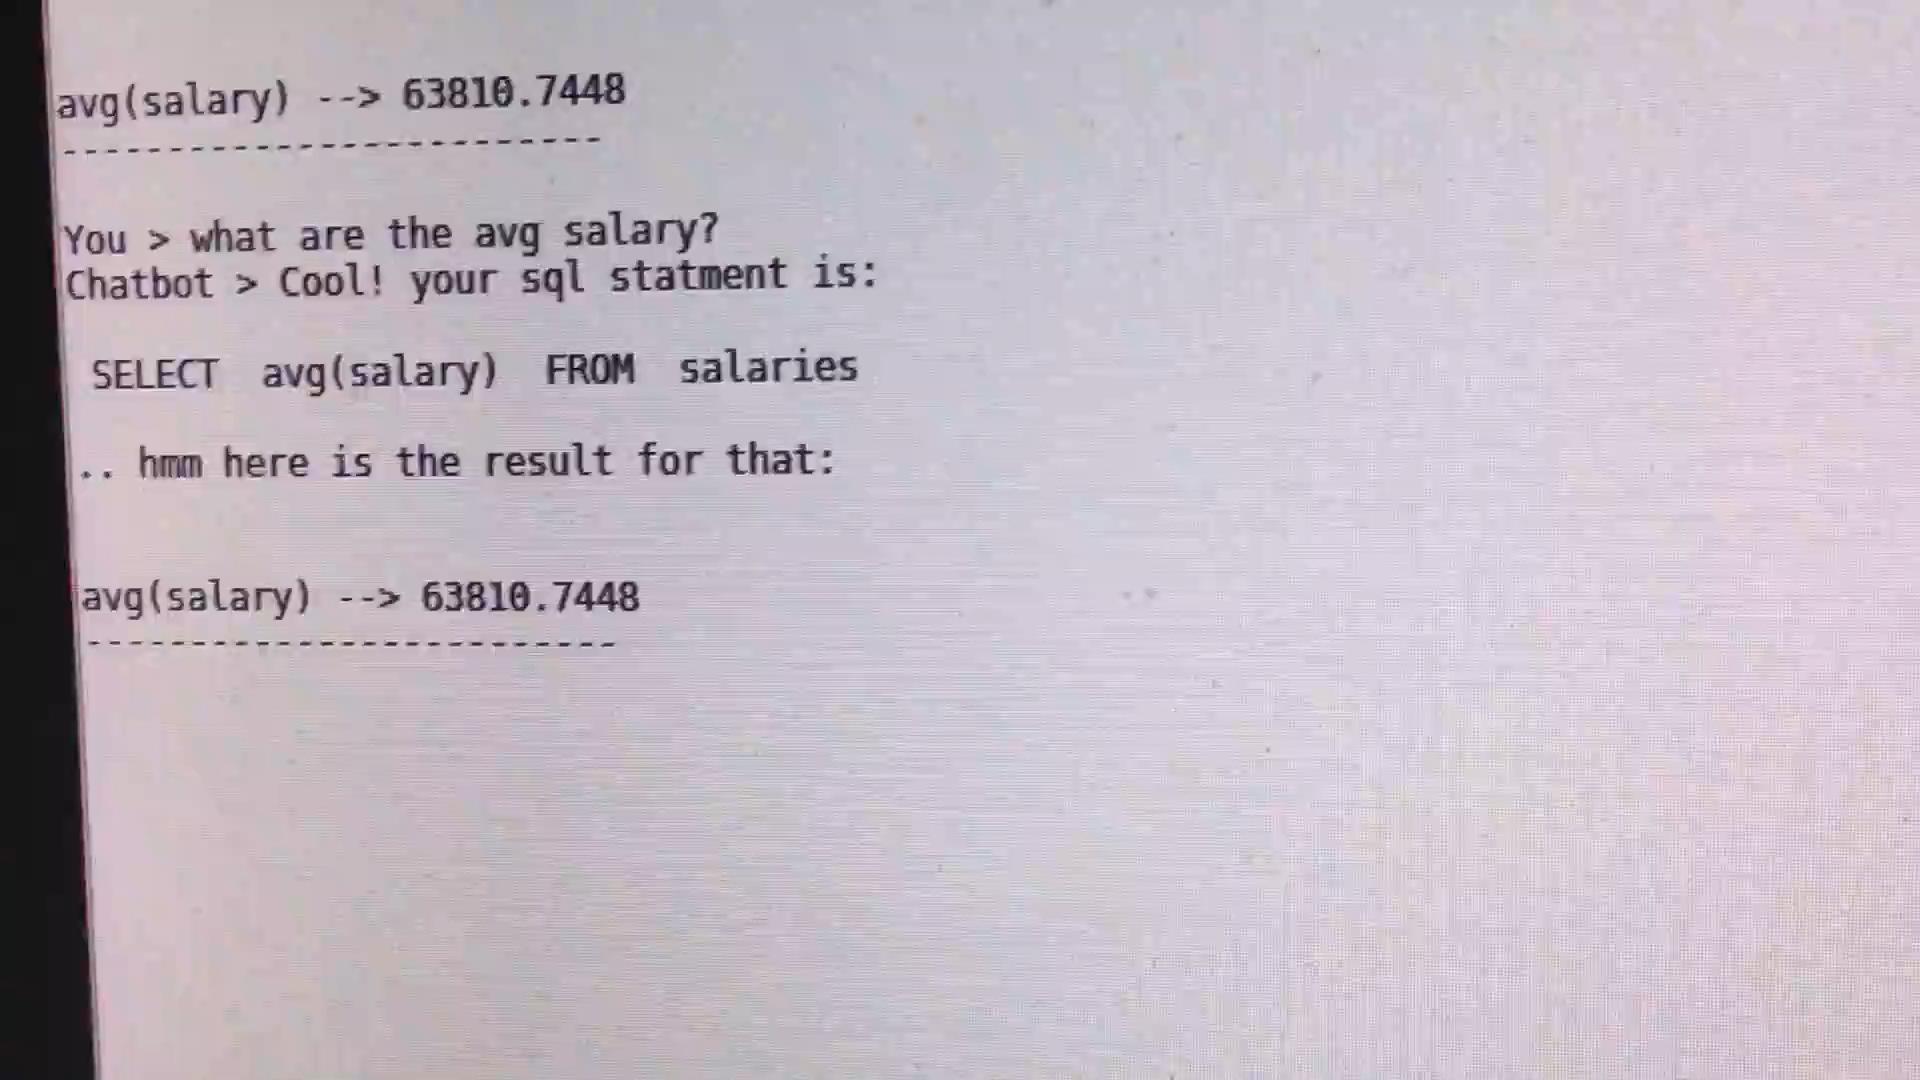 avg(salary) --> 63810.7448
--------------------------
You > what are the avg salary?
Chatbot > Cool! your sql statment is:
SELECT avg(salary) FROM salaries
.. hmm here is the result for that:
avg(salary) --> 63810.7448
--------------------------